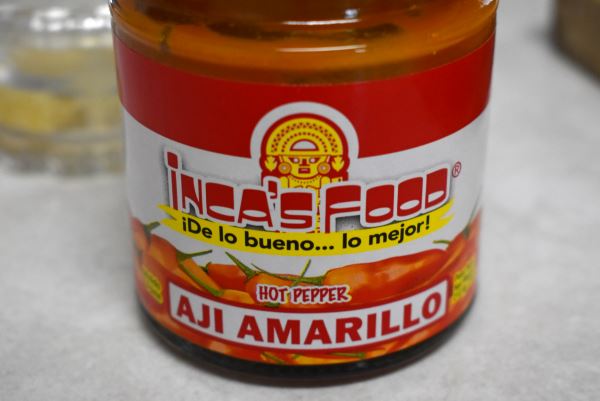 INCA'S FOOD®
¡De lo bueno... lo mejor!
HOT PEPPER
AJI AMARILLO